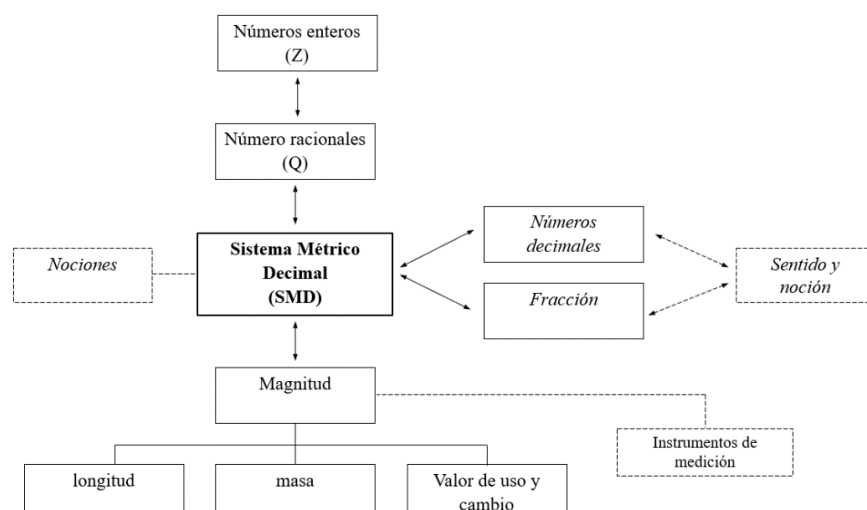 Números enteros
(Z)
Número racionales
(Q)
Nociones
Sistema Métrico
Decimal
(SMD)
Números
decimales
Fracción
Sentido y
noción
Magnitud
Instrumentos de
medición
longitud
masa
Valor de uso y
cambio